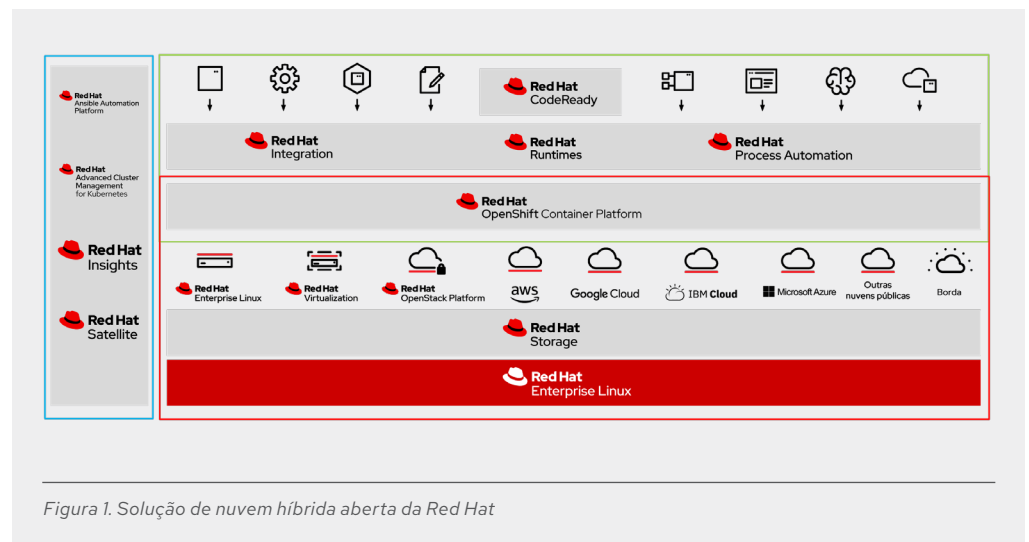 Red Hat
Ansible Automation
Platform
Red Hat
Advanced Cluster
Management
for Kubernetes
Red Hat
Insights
Red Hat
Satellite
Red Hat
CodeReady
Red Hat
Integration
Red Hat
Runtimes
Red Hat
Process Automation
Red Hat
OpenShift Container Platform
Red Hat
Enterprise Linux
Red Hat
Virtualization
Red Hat
OpenStack Platform
aws
Google Cloud
IBM Cloud
Microsoft Azure
Outras
nuvens públicas
Borda
Red Hat
Storage
Red Hat
Enterprise Linux
Figura 1. Solução de nuvem híbrida aberta da Red Hat